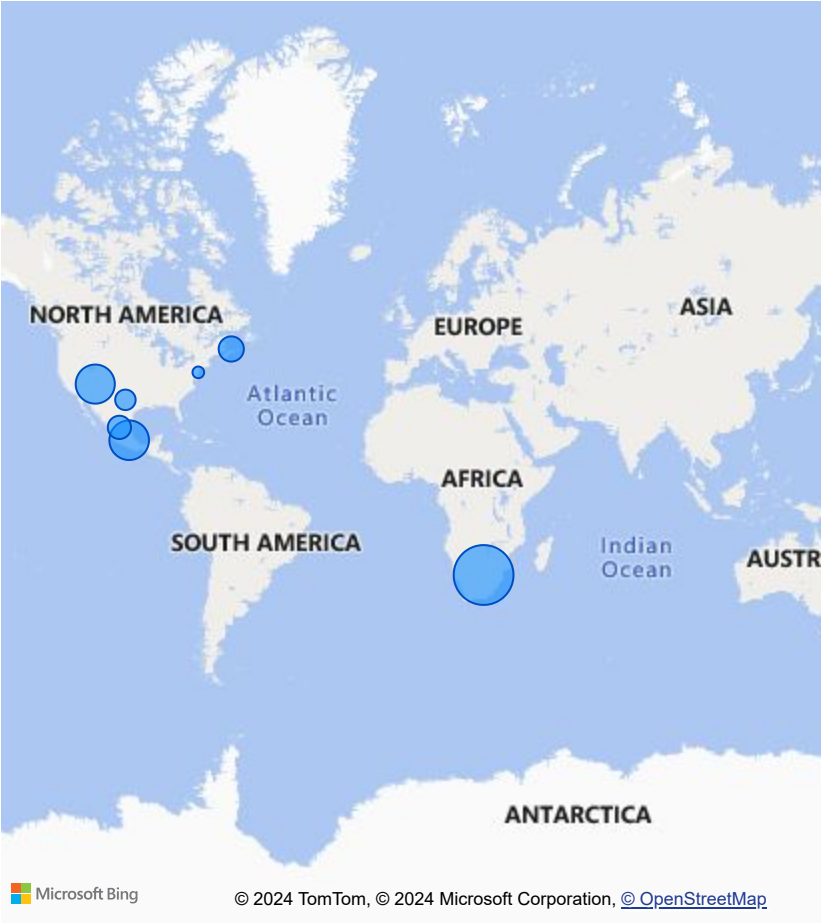 NORTH AMERICA
EUROPE
ASIA
Atlantic
Ocean
AFRICA
SOUTH AMERICA
Indian
Ocean
AUSTR
ANTARCTICA
Microsoft Bing
© 2024 TomTom, © 2024 Microsoft Corporation, © OpenStreetMap